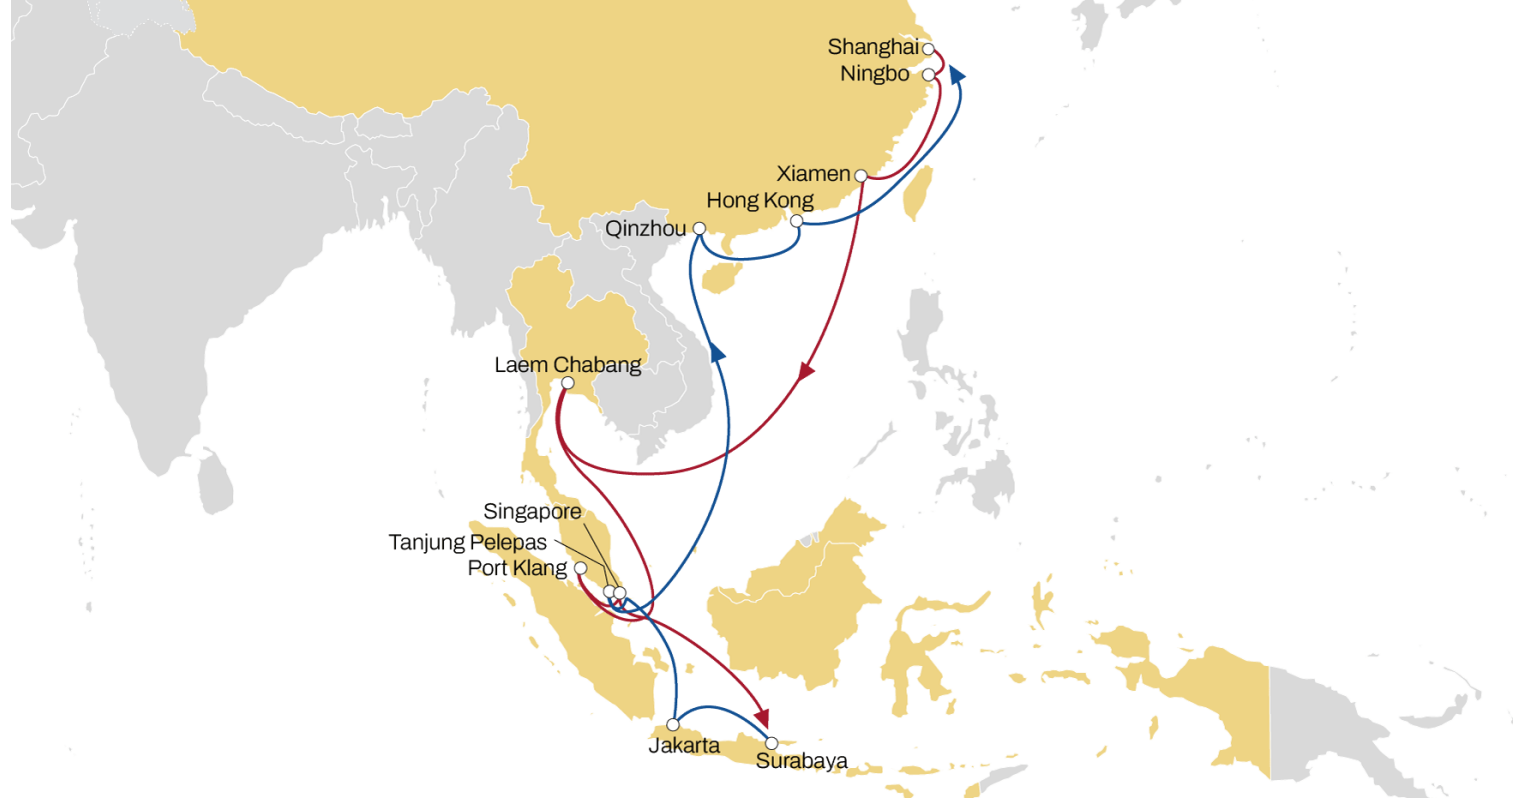 Shanghai
Ningbo
Xiamen
Hong Kong
Qinzhou
Laem Chabang
Singapore
Tanjung Pelepas
Port Klang
Jakarta
Surabaya